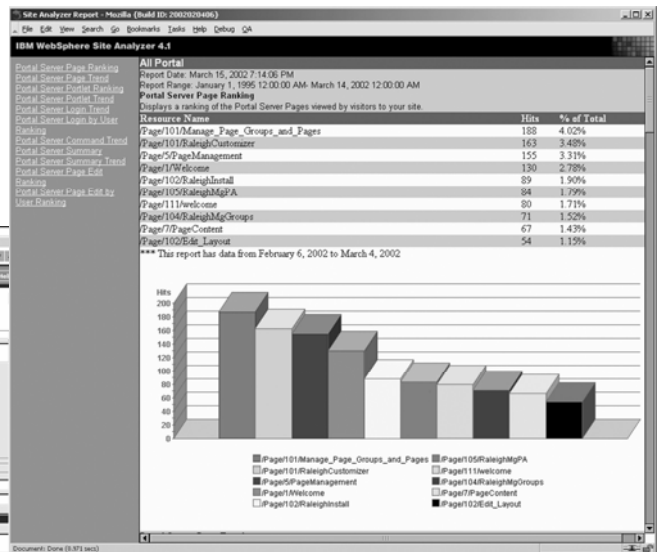 Site Analyzer Report - Mozilla {Build ID: 2002020406}
File Edit View Search Go Bookmarks Tasks Help Debug QA
IBM WebSphere Site Analyzer 4.1
Portal Server Page Ranking
Portal Server Page Trend
Portal Server Portlet Ranking
Portal Server Portlet Trend
Portal Server Login Trend
Portal Server Login by User
Ranking
Portal Server Command Trend
Portal Server Summary
Portal Server Summary Trend
Portal Server Page Edit
Ranking
Portal Server Page Edit by
User Ranking
All Portal
Report Date: March 15, 2002 7:14:06 PM
Report Range: January 1, 1995 12:00:00 AM- March 14, 2002 12:00:00 AM
Portal Server Page Ranking
Displays a ranking of the Portal Server Pages viewed by visitors to your site.
Resource Name Hits % of Total
/Page/101/Manage_Page_Groups_and_Pages 188 4.02%
/Page/101/RaleighCustomizer 163 3.48%
/Page/5/PageManagement 155 3.31%
/Page/1/Welcome 130 2.78%
/Page/102/RaleighInstall 89 1.90%
/Page/105/RaleighMgPA 84 1.79%
/Page/111/welcome 80 1.71%
/Page/104/RaleighMgGroups 71 1.52%
/Page/7/PageContent 67 1.43%
/Page/102/Edit_Layout 54 1.15%
*** This report has data from February 6, 2002 to March 4, 2002
Hits
200
180
160
140
120
100
80
60
40
20
0
/Page/101/Manage_Page_Groups_and_Pages /Page/105/RaleighMgPA
/Page/101/RaleighCustomizer /Page/111/welcome
/Page/5/PageManagement /Page/104/RaleighMgGroups
/Page/1/Welcome /Page/7/PageContent
/Page/102/RaleighInstall /Page/102/Edit_Layout
Document: Done (0.971 secs)